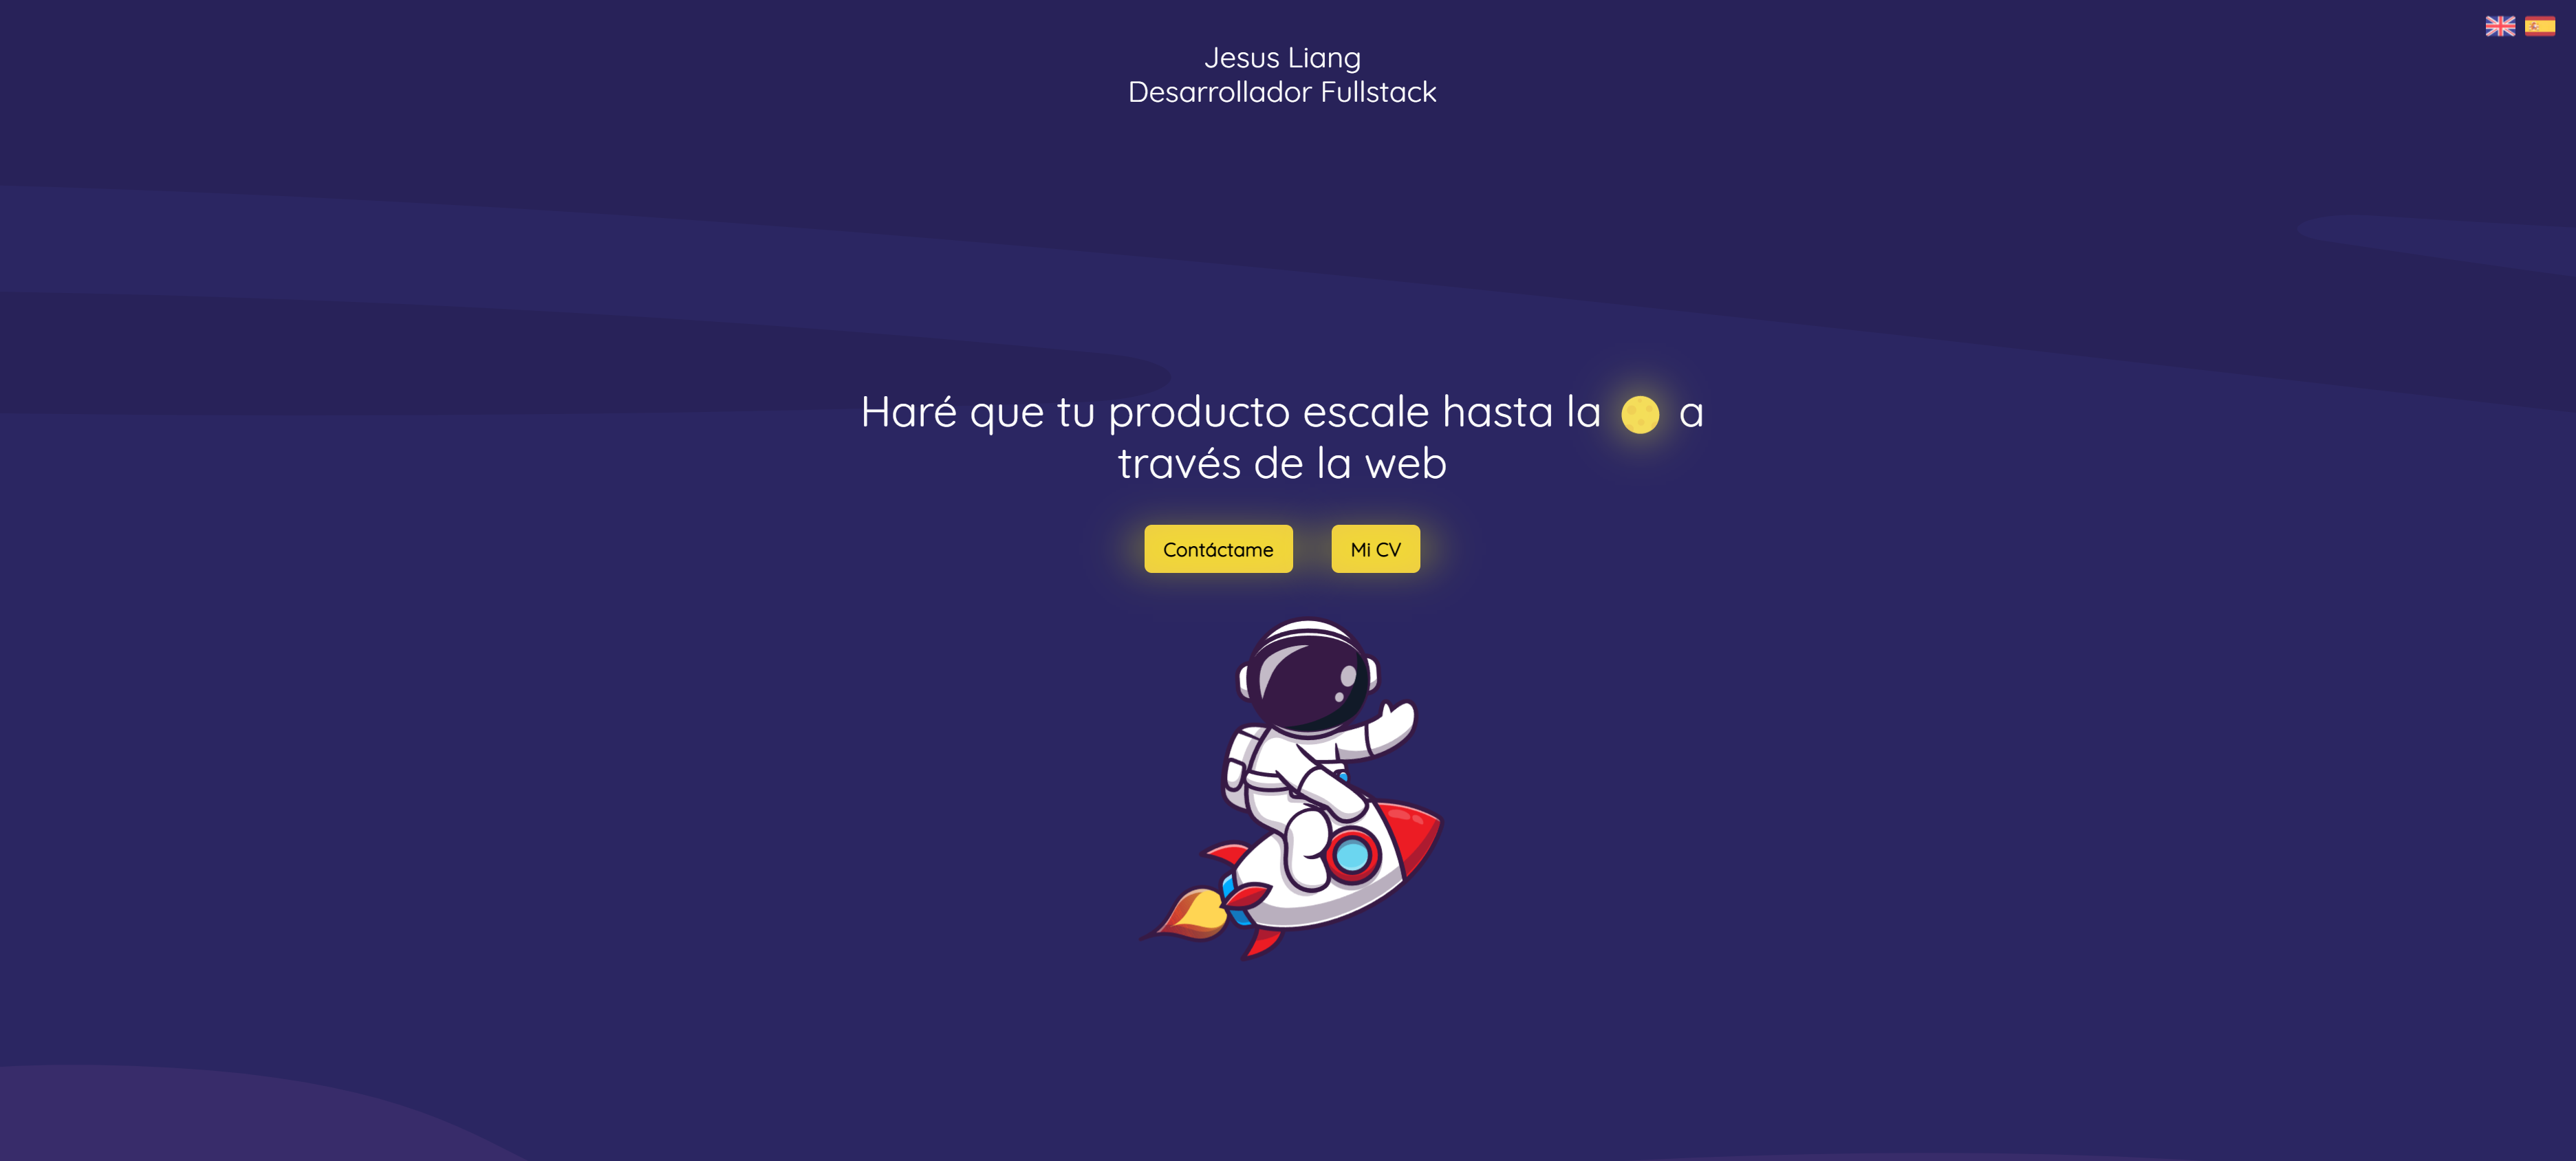 Jesus Liang
Desarrollador Fullstack
Haré que tu producto escale hasta la a
través de la web
Contáctame
Mi CV